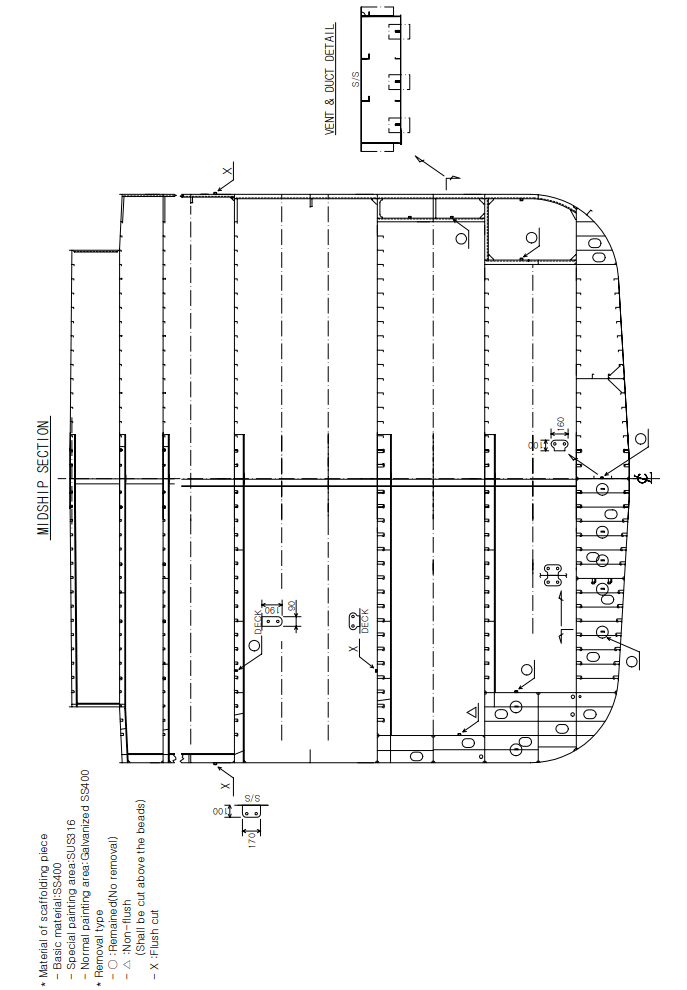 MIDSHIP SECTION
VENT & DUCT DETAIL
S/S
X
160
100
DECK
190
90
DECK
X
X
S/S
100
170
* Material of scaffolding piece
- Basic material:SS400
- Special painting area:SUS316
- Normal painting area:Galvanized SS400
* Removal type
- ○ :Remained(No removal)
- △ :Non-flush
(Shall be cut above the beads)
- X :Flush cut